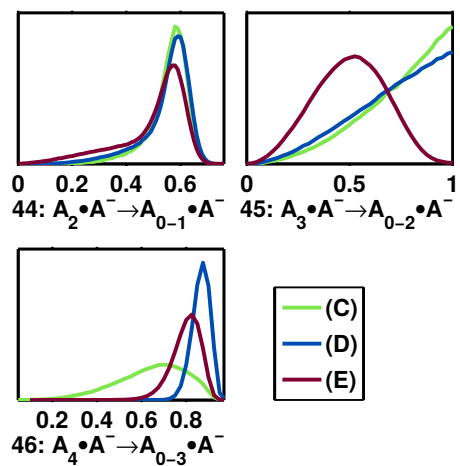 0 0.2 0.4 0.6
44: A₂•A⁻→A₀₋₁•A⁻
0 0.5 1
45: A₃•A⁻→A₀₋₂•A⁻
0.2 0.4 0.6 0.8
46: A₄•A⁻→A₀₋₃•A⁻
(C)
(D)
(E)